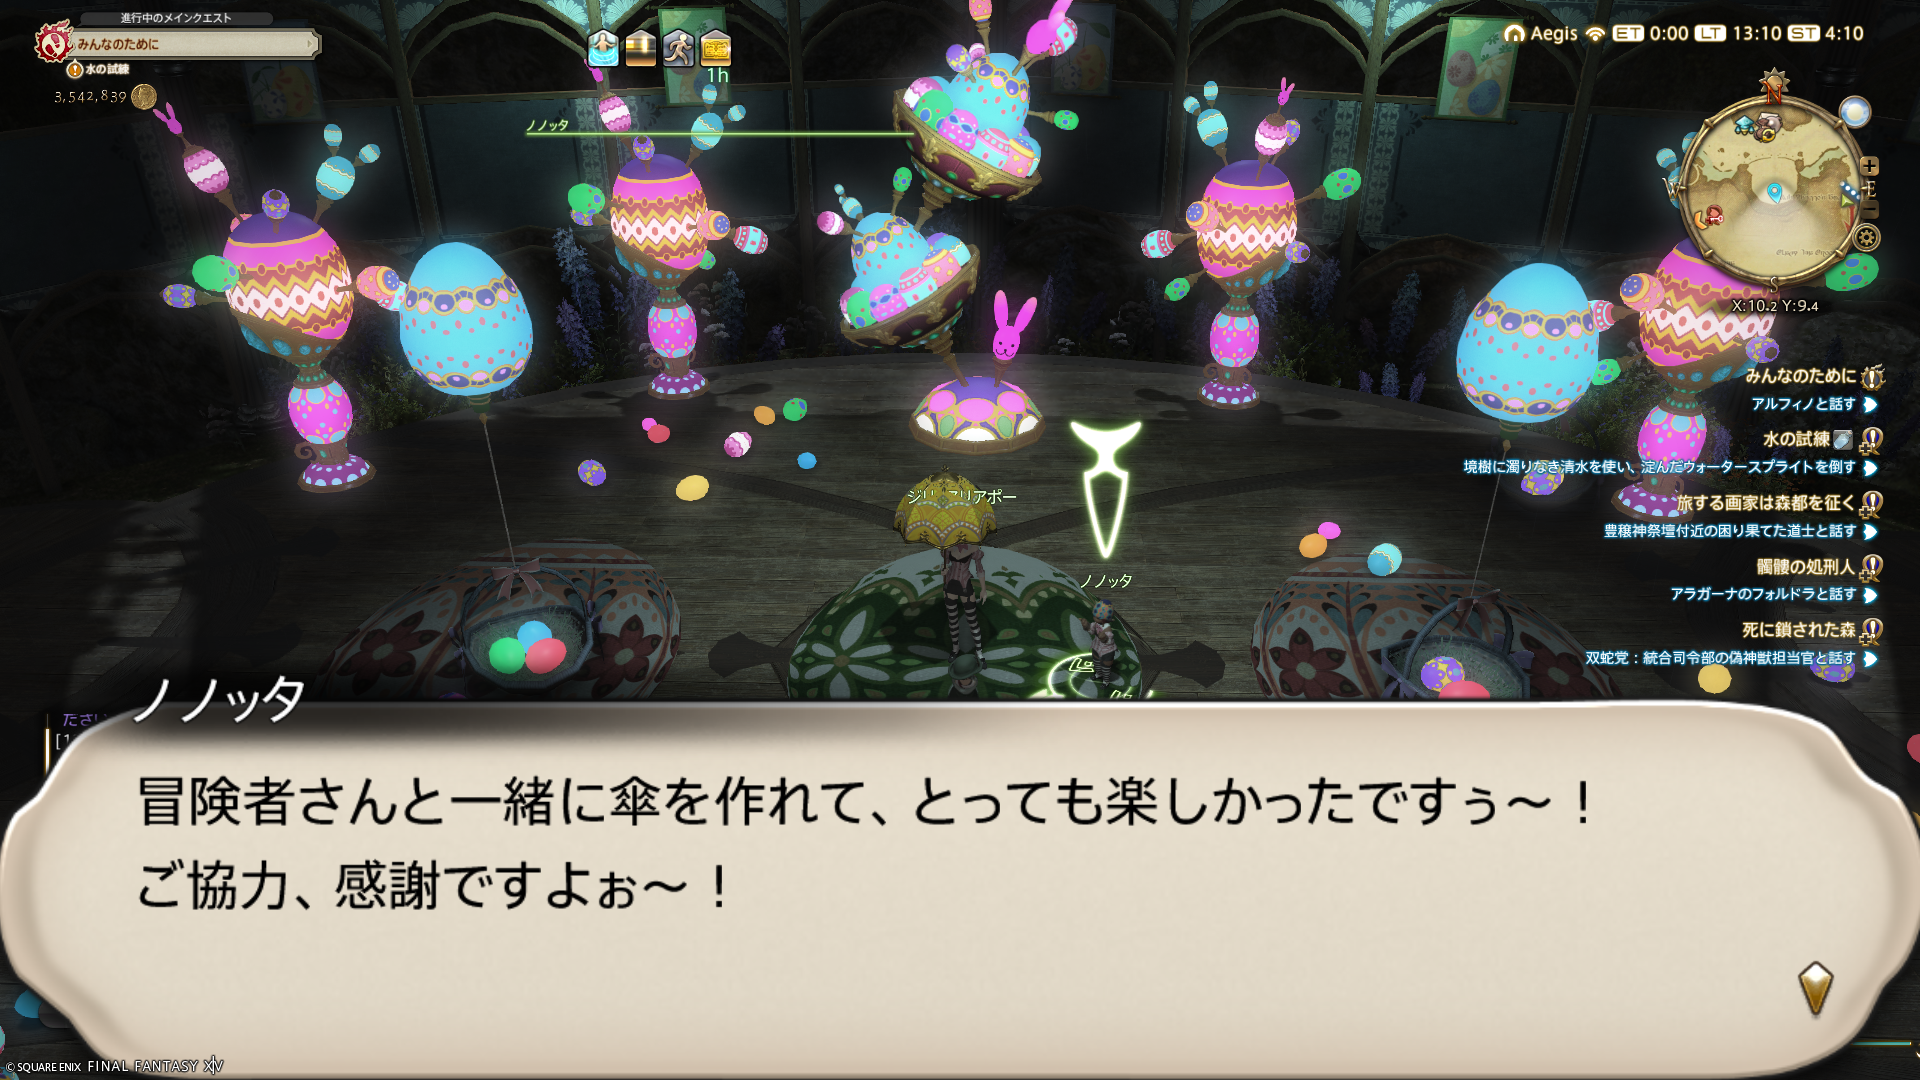 進行中のメインクエスト
みんなのために
水の試練
3,542,839
1h
ノノッタ
Aegis ET 0:00 LT 13:10 ST 4:10
N
W
E
S
X:10.2 Y:9.4
みんなのために
アルフィノと話す
水の試練
境樹に濁りなき清水を使い、淀んだウォータースプライトを倒す
旅する画家は森都を征く
豊穣神祭壇付近の困り果てた道士と話す
髑髏の処刑人
アラガーナのフォルドラと話す
死に鎖された森
双蛇党：統合司令部の偽神獣担当官と話す
ノノッタ
ノノッタ
冒険者さんと一緒に傘を作れて、とっても楽しかったですぅ～！
ご協力、感謝ですよぉ～！
© SQUARE ENIX FINAL FANTASY XIV